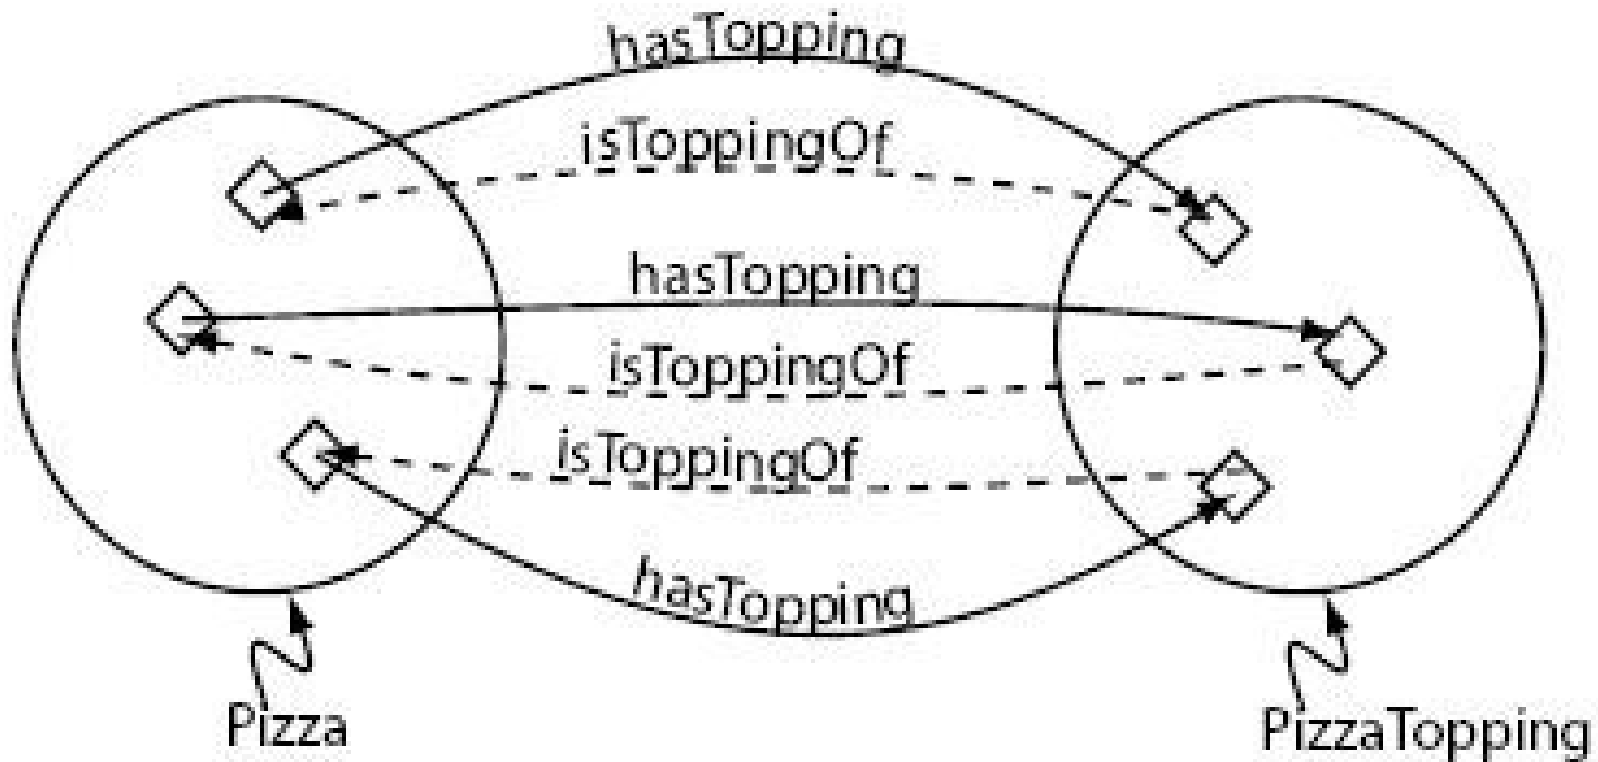 hasTopping
isToppingOf
hasTopping
isToppingOf
isToppingOf
hasTopping
Pizza
PizzaTopping